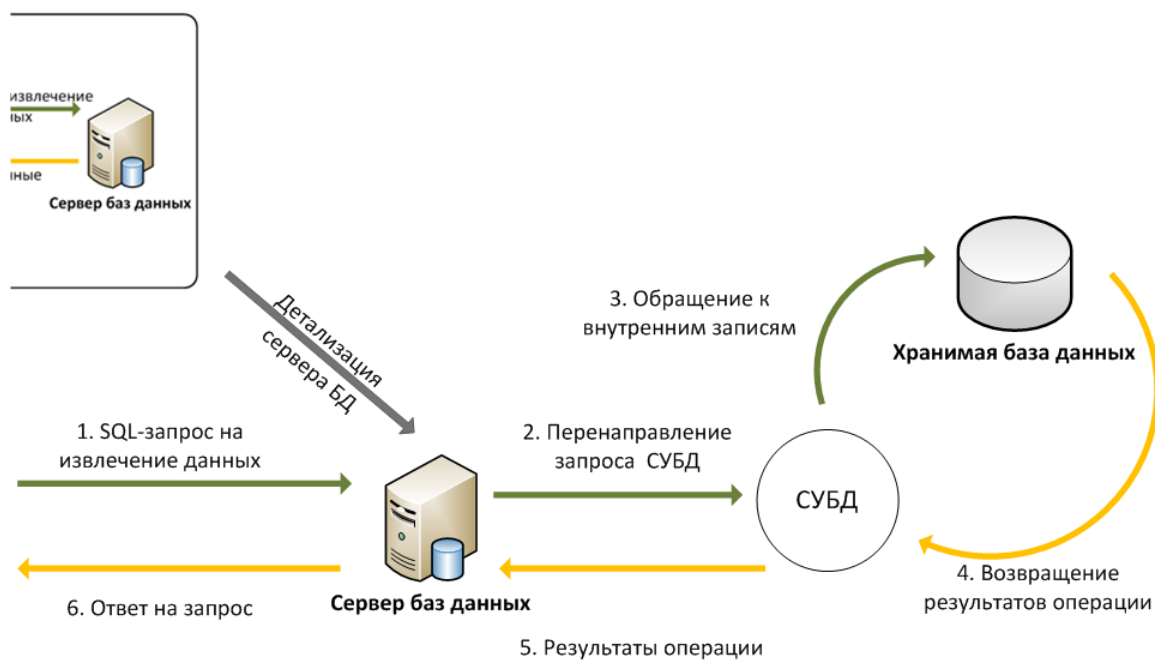 извлечение
ных
нные
Сервер баз данных
Детализация
сервера БД
3. Обращение к
внутренним записям
Хранимая база данных
1. SQL-запрос на
извлечение данных
2. Перенаправление
запроса СУБД
СУБД
4. Возвращение
результатов операции
6. Ответ на запрос
Сервер баз данных
5. Результаты операции